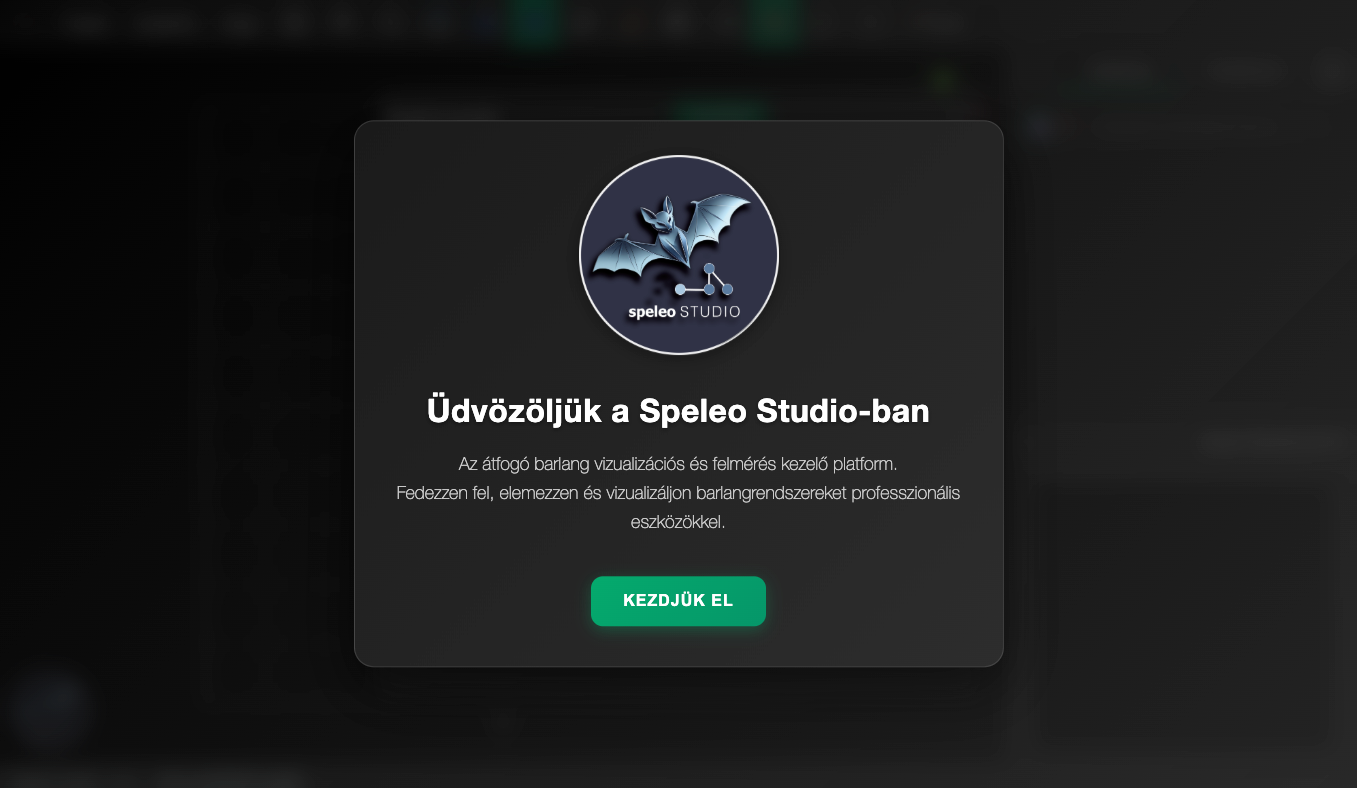 speleo STUDIO
Üdvözöljük a Speleo Studio-ban
Az átfogó barlang vizualizációs és felmérés kezelő platform.
Fedezzen fel, elemezzen és vizualizáljon barlangrendszereket professzionális
eszközökkel.
KEZDJÜK EL